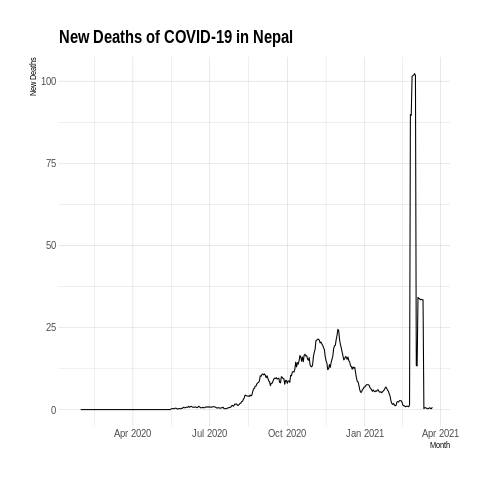 New Deaths of COVID-19 in Nepal
New Deaths
100
75
50
25
0
Apr 2020
Jul 2020
Oct 2020
Jan 2021
Apr 2021
Month